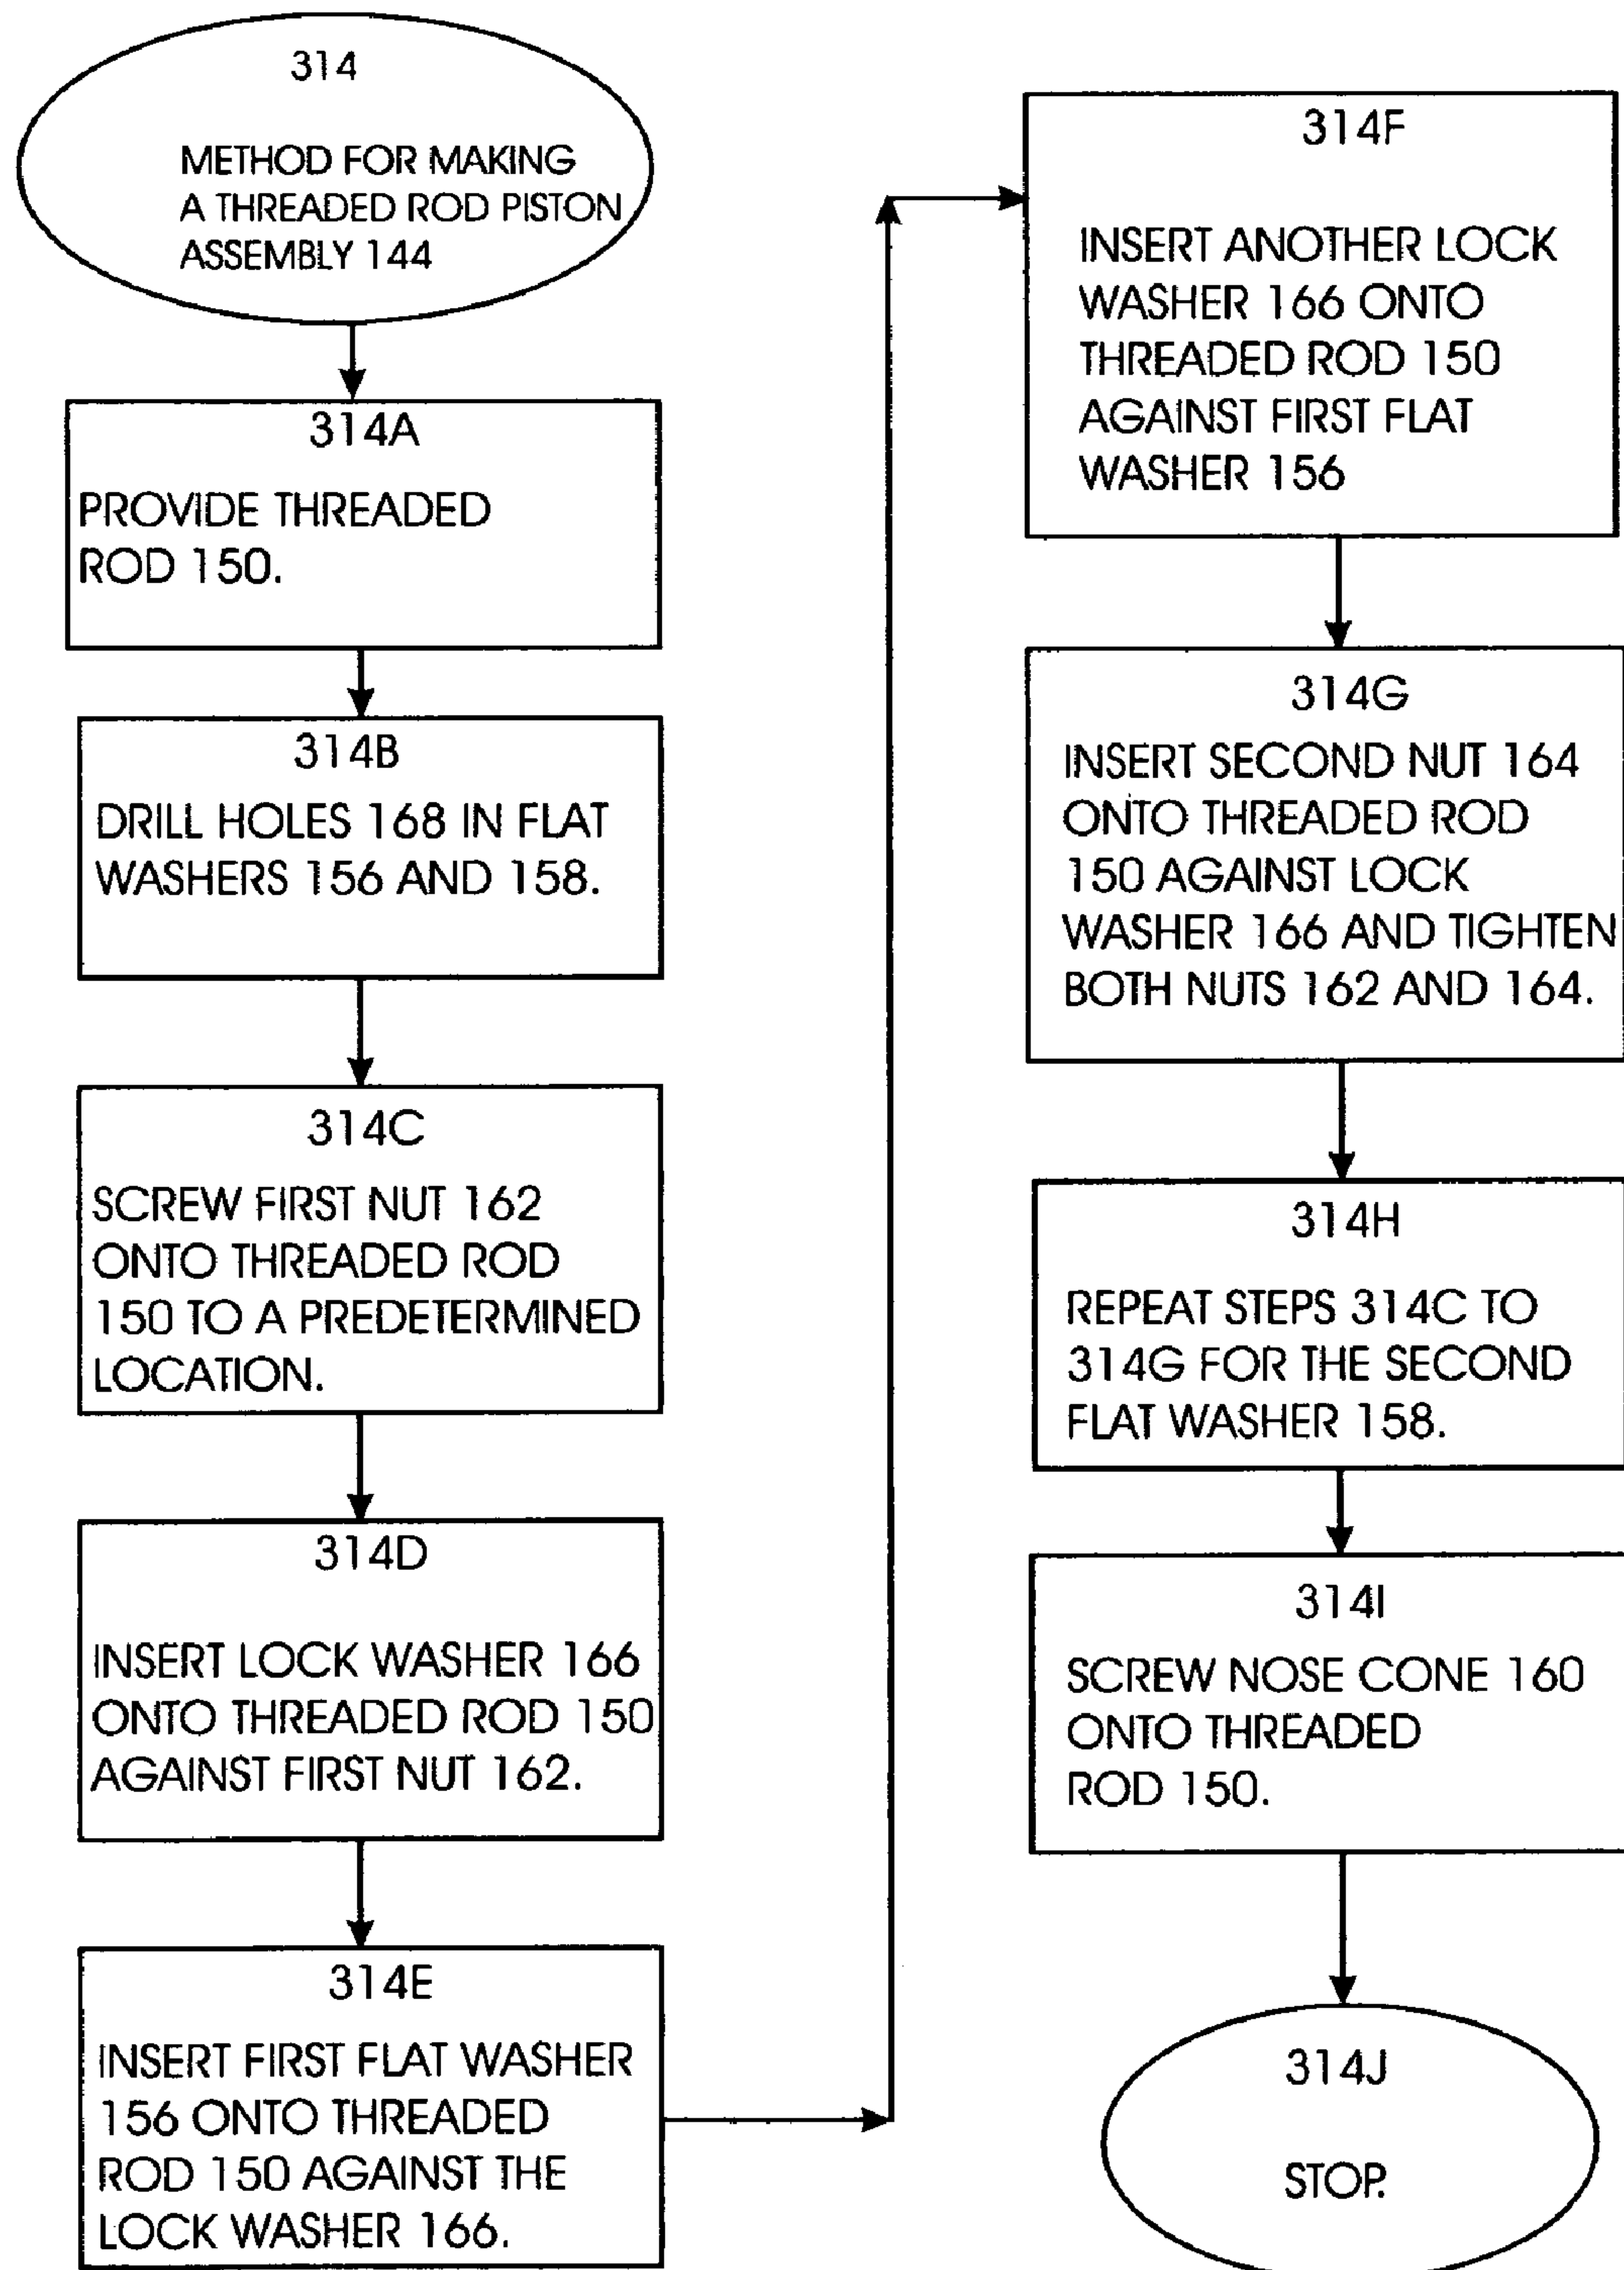 314
METHOD FOR MAKING
A THREADED ROD PISTON
ASSEMBLY 144
314A
PROVIDE THREADED
ROD 150.
314B
DRILL HOLES 168 IN FLAT
WASHERS 156 AND 158.
314C
SCREW FIRST NUT 162
ONTO THREADED ROD
150 TO A PREDETERMINED
LOCATION.
314D
INSERT LOCK WASHER 166
ONTO THREADED ROD 150
AGAINST FIRST NUT 162.
314E
INSERT FIRST FLAT WASHER
156 ONTO THREADED
ROD 150 AGAINST THE
LOCK WASHER 166.
314F
INSERT ANOTHER LOCK
WASHER 166 ONTO
THREADED ROD 150
AGAINST FIRST FLAT
WASHER 156
314G
INSERT SECOND NUT 164
ONTO THREADED ROD
150 AGAINST LOCK
WASHER 166 AND TIGHTEN
BOTH NUTS 162 AND 164.
314H
REPEAT STEPS 314C TO
314G FOR THE SECOND
FLAT WASHER 158.
314I
SCREW NOSE CONE 160
ONTO THREADED
ROD 150.
314J
STOP.